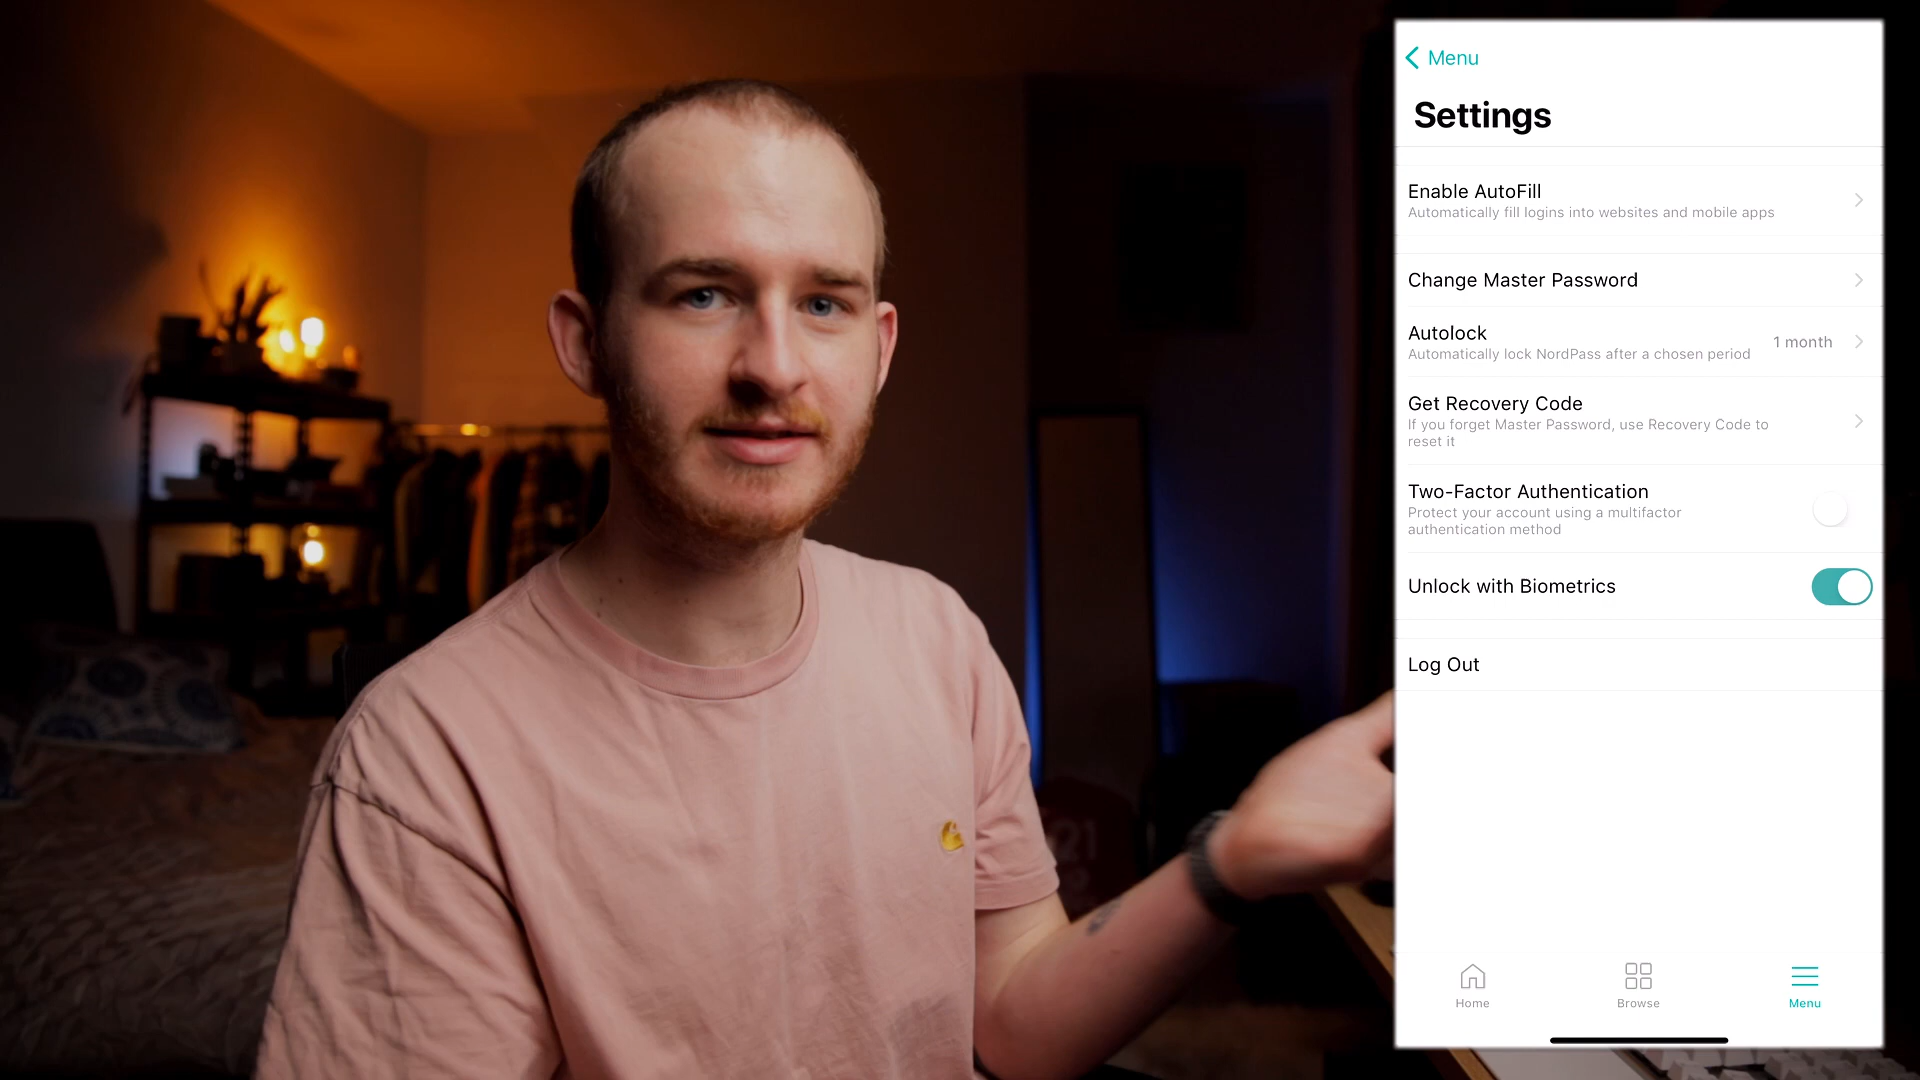 Menu
Settings
Enable AutoFill
Automatically fill logins into websites and mobile apps
Change Master Password
Autolock
Automatically lock NordPass after a chosen period
1 month
Get Recovery Code
If you forget Master Password, use Recovery Code to
reset it
Two-Factor Authentication
Protect your account using a multifactor
authentication method
Unlock with Biometrics
Log Out
Home
Browse
Menu
21